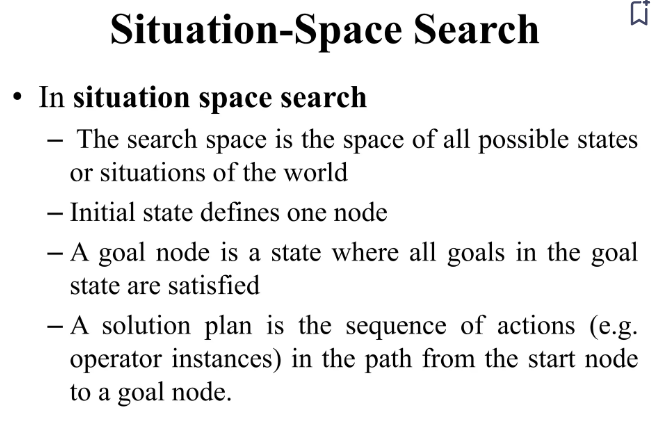 Situation-Space Search
• In situation space search
– The search space is the space of all possible states
or situations of the world
– Initial state defines one node
– A goal node is a state where all goals in the goal
state are satisfied
– A solution plan is the sequence of actions (e.g.
operator instances) in the path from the start node
to a goal node.